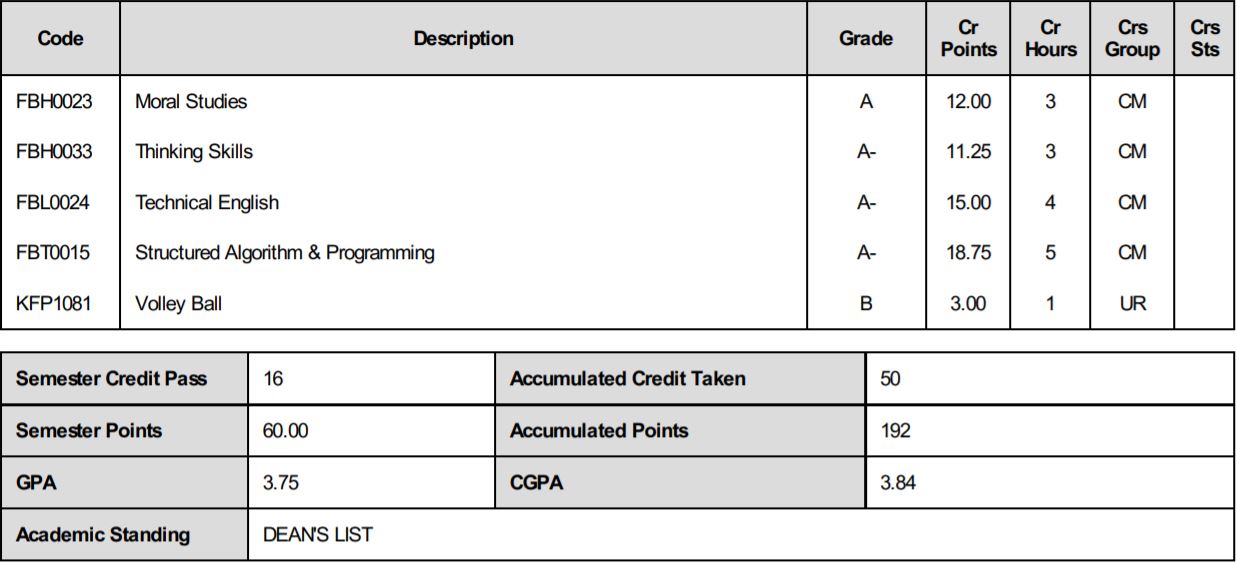 Code Description Grade Cr Points Cr Hours Crs Group Crs Sts
FBH0023 Moral Studies A 12.00 3 CM
FBH0033 Thinking Skills A- 11.25 3 CM
FBL0024 Technical English A- 15.00 4 CM
FBT0015 Structured Algorithm & Programming A- 18.75 5 CM
KFP1081 Volley Ball B 3.00 1 UR
Semester Credit Pass 16 Accumulated Credit Taken 50
Semester Points 60.00 Accumulated Points 192
GPA 3.75 CGPA 3.84
Academic Standing DEAN'S LIST